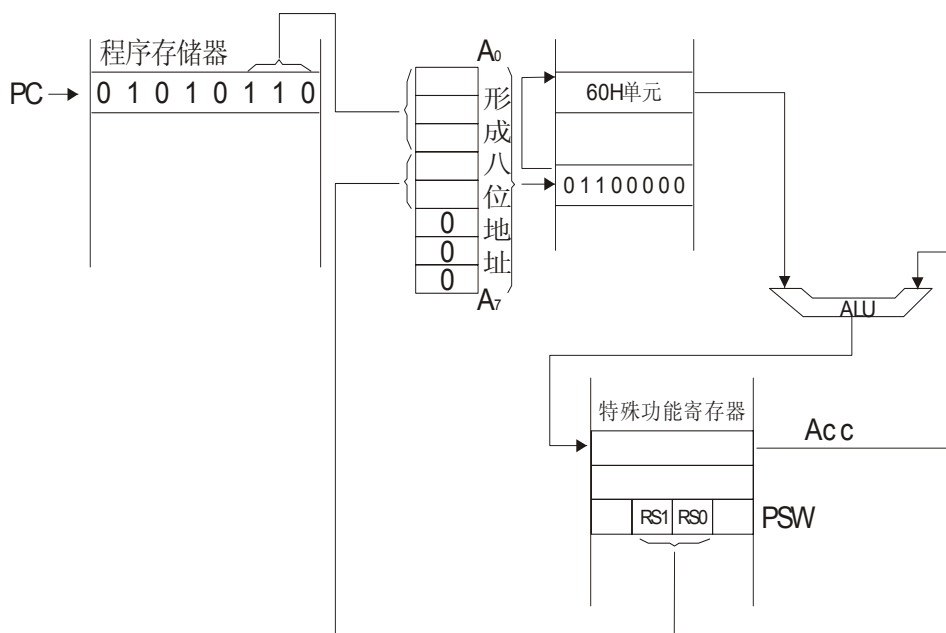 程序存储器
PC
0 1 0 1 0 1 1 0
A0
形成八位地址
0
0
0
A7
60H单元
01100000
ALU
特殊功能寄存器
Acc
RS1 RS0
PSW